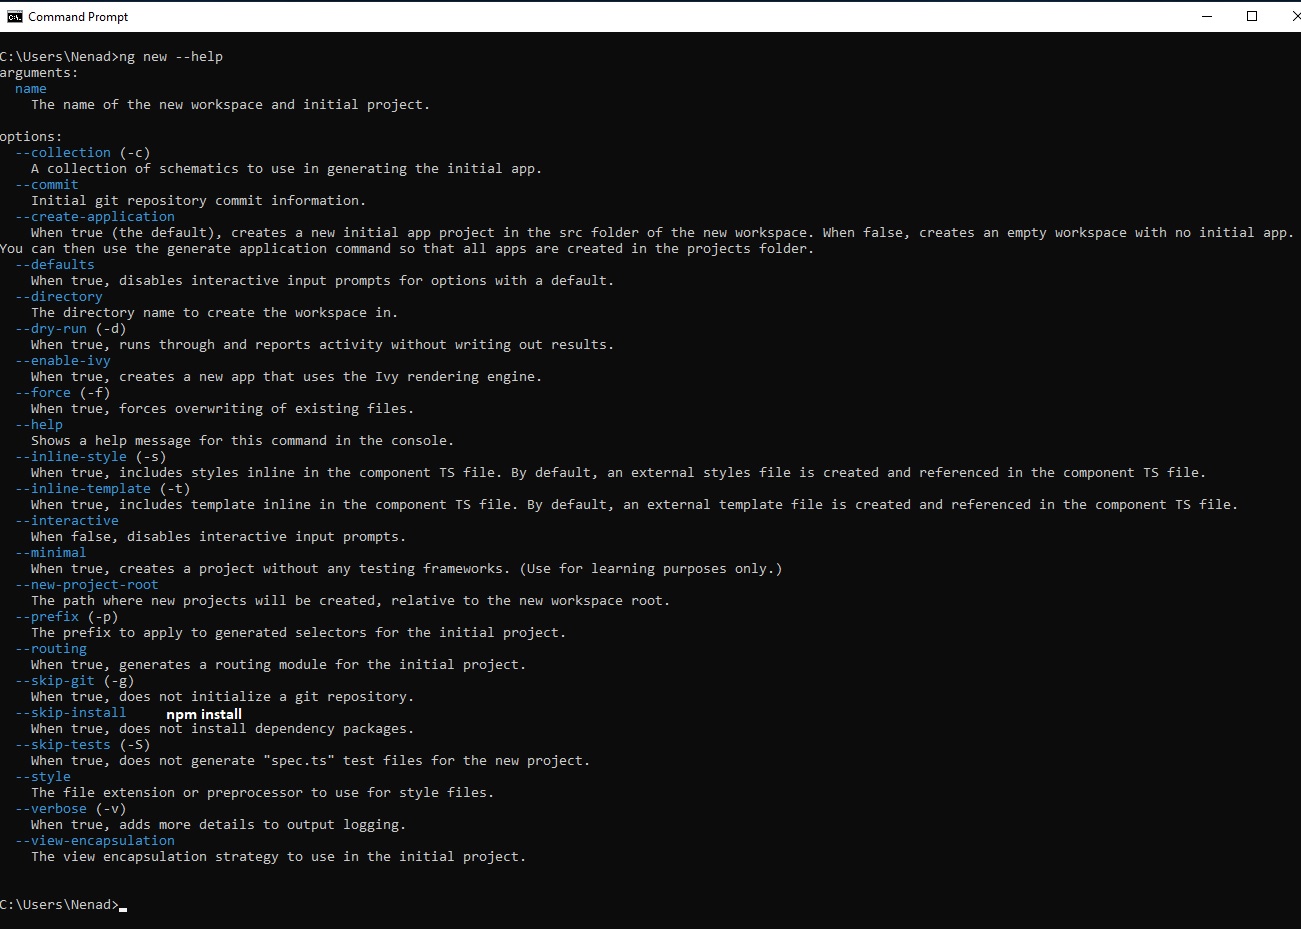 Command Prompt
C:\Users\Nenad>ng new --help
arguments:
name
The name of the new workspace and initial project.
options:
--collection (-c)
A collection of schematics to use in generating the initial app.
--commit
Initial git repository commit information.
--create-application
When true (the default), creates a new initial app project in the src folder of the new workspace. When false, creates an empty workspace with no initial app.
You can then use the generate application command so that all apps are created in the projects folder.
--defaults
When true, disables interactive input prompts for options with a default.
--directory
The directory name to create the workspace in.
--dry-run (-d)
When true, runs through and reports activity without writing out results.
--enable-ivy
When true, creates a new app that uses the Ivy rendering engine.
--force (-f)
When true, forces overwriting of existing files.
--help
Shows a help message for this command in the console.
--inline-style (-s)
When true, includes styles inline in the component TS file. By default, an external styles file is created and referenced in the component TS file.
--inline-template (-t)
When true, includes template inline in the component TS file. By default, an external template file is created and referenced in the component TS file.
--interactive
When false, disables interactive input prompts.
--minimal
When true, creates a project without any testing frameworks. (Use for learning purposes only.)
--new-project-root
The path where new projects will be created, relative to the new workspace root.
--prefix (-p)
The prefix to apply to generated selectors for the initial project.
--routing
When true, generates a routing module for the initial project.
--skip-git (-g)
When true, does not initialize a git repository.
--skip-install npm install
When true, does not install dependency packages.
--skip-tests (-S)
When true, does not generate "spec.ts" test files for the new project.
--style
The file extension or preprocessor to use for style files.
--verbose (-v)
When true, adds more details to output logging.
--view-encapsulation
The view encapsulation strategy to use in the initial project.
C:\Users\Nenad>